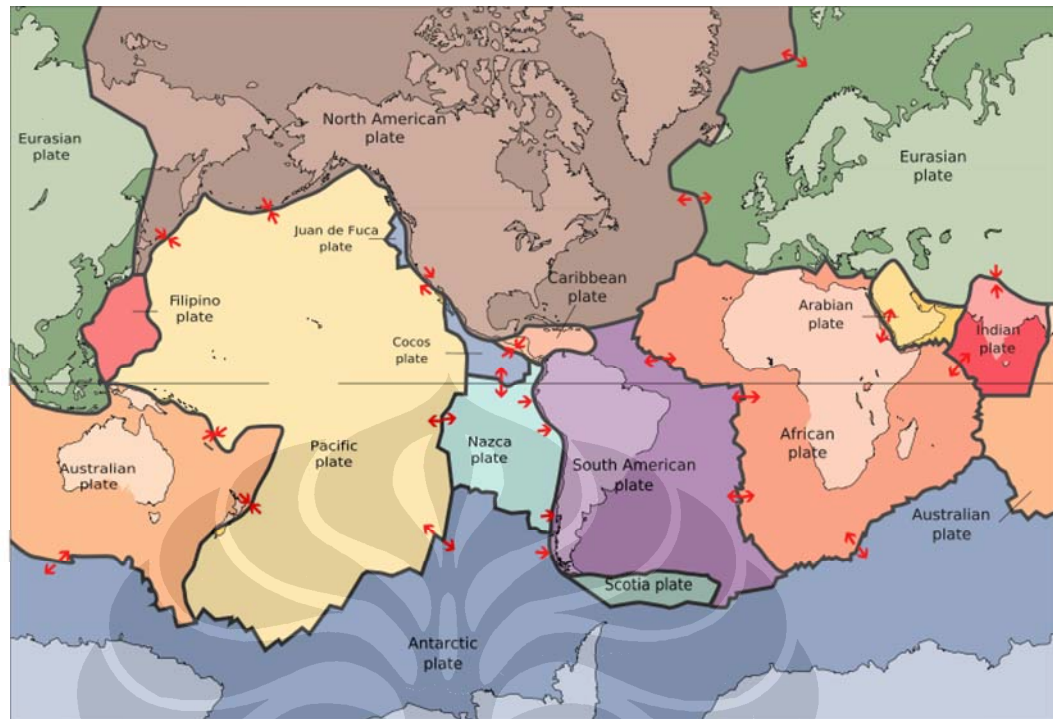 North American
plate
Eurasian
plate
Eurasian
plate
Juan de Fuca
plate
Caribbean
plate
Filipino
plate
Arabian
plate
Indian
plate
Cocos
plate
Pacific
plate
Nazca
plate
African
plate
Australian
plate
South American
plate
Australian
plate
Scotia plate
Antarctic
plate